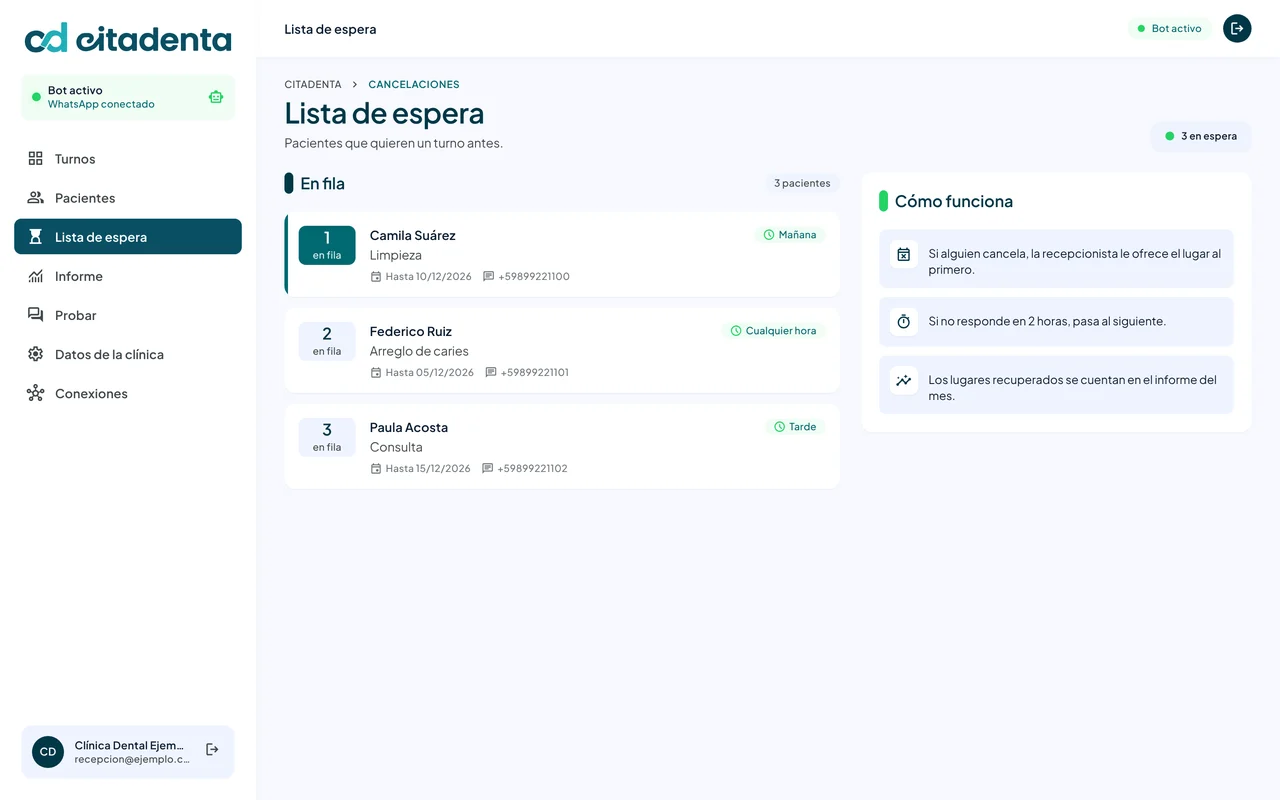 cd citadenta
Bot activo
WhatsApp conectado
Turnos
Pacientes
Lista de espera
Informe
Probar
Datos de la clínica
Conexiones
CD
Clínica Dental Ejem...
recepcion@ejemplo.c...
Lista de espera
Bot activo
CITADENTA > CANCELACIONES
Lista de espera
Pacientes que quieren un turno antes.
3 en espera
En fila
3 pacientes
1
en fila
Camila Suárez
Mañana
Limpieza
Hasta 10/12/2026 +59899221100
2
en fila
Federico Ruiz
Cualquier hora
Arreglo de caries
Hasta 05/12/2026 +59899221101
3
en fila
Paula Acosta
Tarde
Consulta
Hasta 15/12/2026 +59899221102
Cómo funciona
Si alguien cancela, la recepcionista le ofrece el lugar al
primero.
Si no responde en 2 horas, pasa al siguiente.
Los lugares recuperados se cuentan en el informe del
mes.